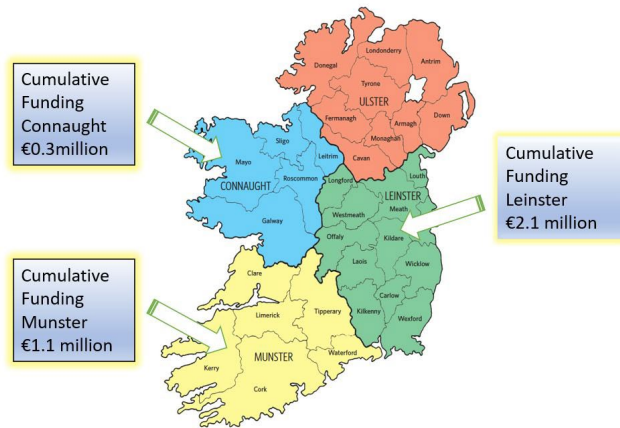 Cumulative
Funding
Connaught
€0.3million
Cumulative
Funding
Munster
€1.1 million
Cumulative
Funding
Leinster
€2.1 million
Donegal
Londonderry
Antrim
Tyrone
ULSTER
Fermanagh
Armagh
Down
Monaghan
Cavan
Sligo
Leitrim
Mayo
Roscommon
CONNAUGHT
Galway
Longford
Louth
LEINSTER
Meath
Westmeath
Offaly
Kildare
Laois
Wicklow
Carlow
Kilkenny
Wexford
Clare
Limerick
Tipperary
MUNSTER
Waterford
Kerry
Cork